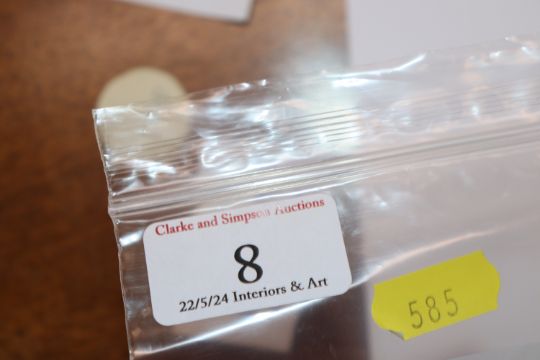 Clarke and Simpson Auctions
8
22/5/24 Interiors & Art
585